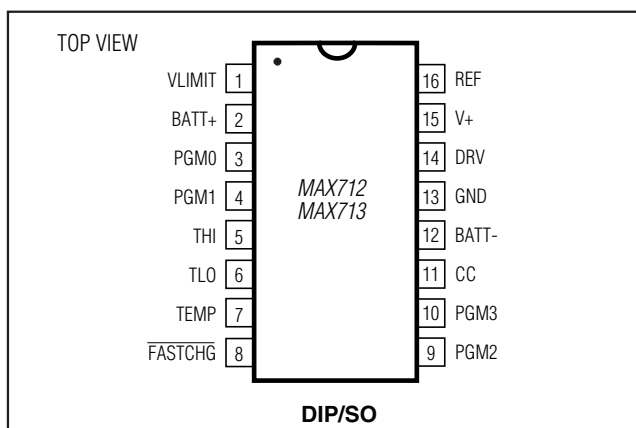 TOP VIEW
VLIMIT 1
BATT+ 2
PGM0 3
PGM1 4
THI 5
TLO 6
TEMP 7
FASTCHG 8
MAX712
MAX713
16 REF
15 V+
14 DRV
13 GND
12 BATT-
11 CC
10 PGM3
9 PGM2
DIP/SO